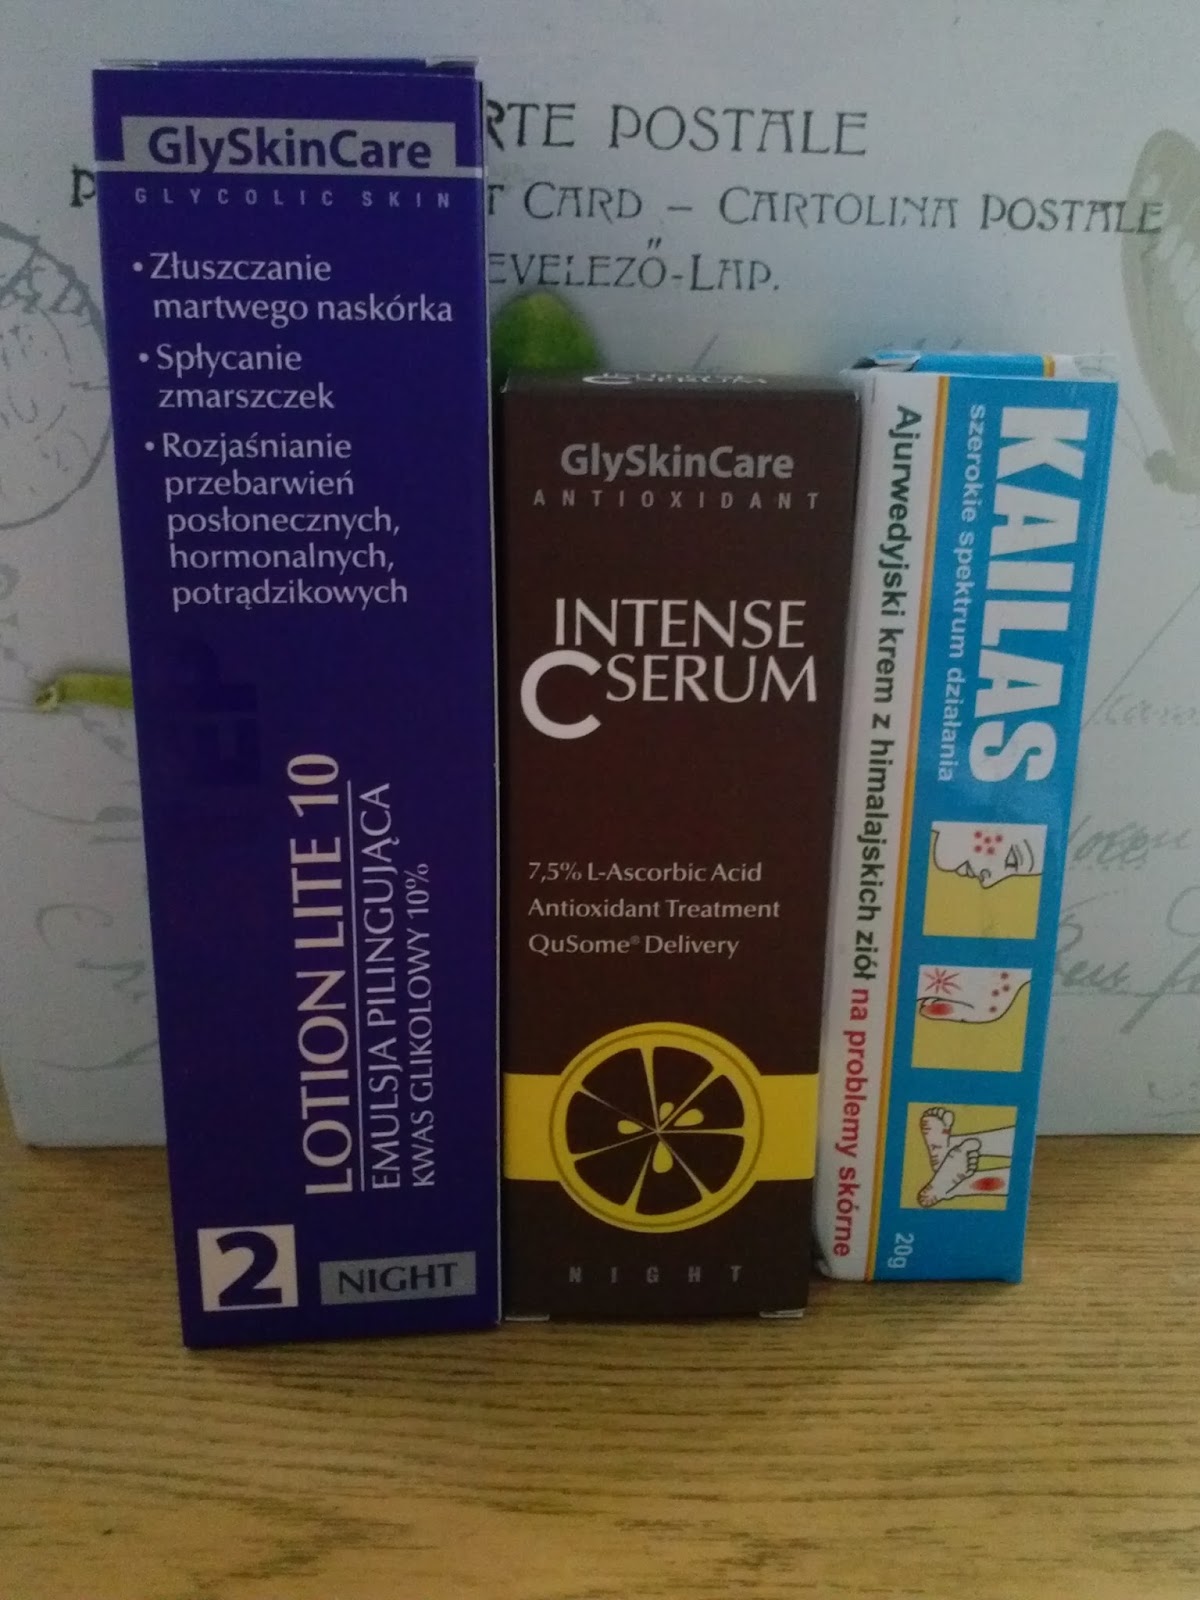 GlySkinCare
GLYCOLIC SKIN
• Złuszczanie
martwego naskórka
• Spłycanie
zmarszczek
• Rozjaśnianie
przebarwień
posłonecznych,
hormonalnych,
potrądzikowych
LOTION LITE 10
EMULSJA PILINGUJĄCA
KWAS GLIKOLOWY 10%
2
NIGHT
C SERUM
GlySkinCare
ANTIOXIDANT
INTENSE
C SERUM
7,5% L-Ascorbic Acid
Antioxidant Treatment
QuSome® Delivery
NIGHT
KAILAS
szerokie spektrum działania
Ajurwedyjski krem z himalajskich ziół na problemy skórne
20g
RTE POSTALE
T CARD – CARTOLINA POSTALE
EVELEZŐ-LAP.